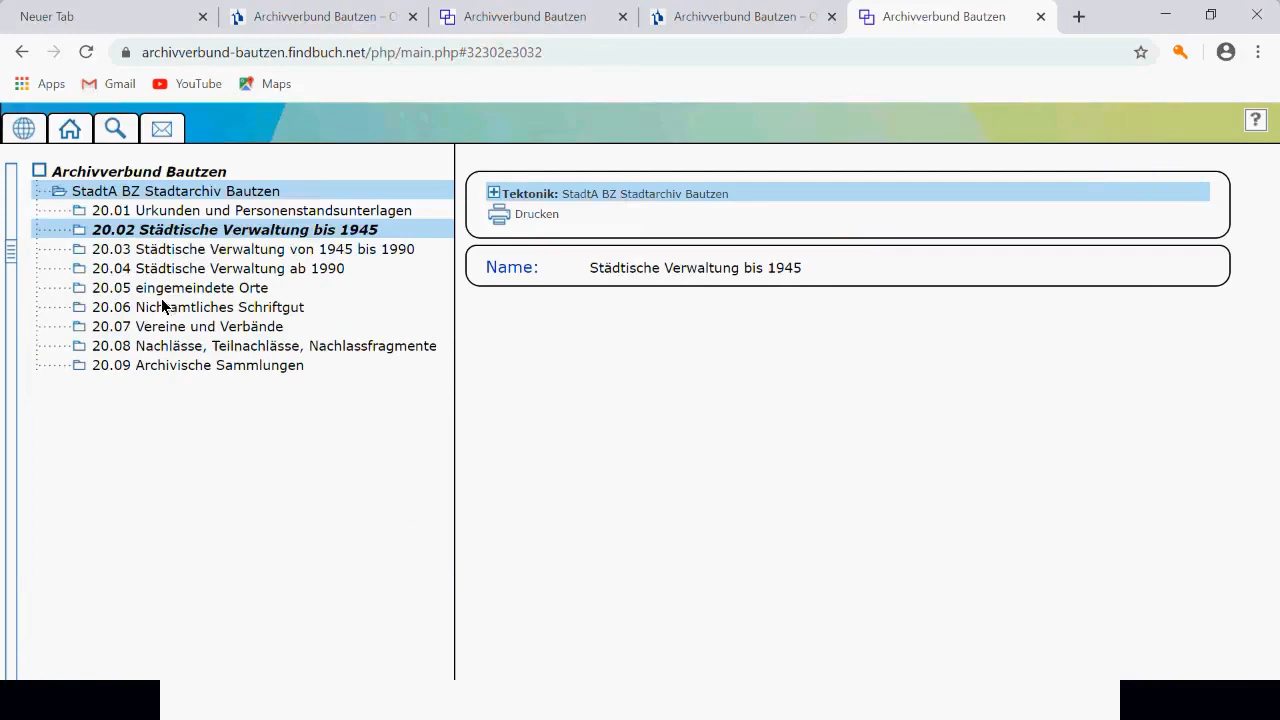 Neuer Tab
Archivverbund Bautzen – O
Archivverbund Bautzen
Archivverbund Bautzen – O
Archivverbund Bautzen
archivverbund-bautzen.findbuch.net/php/main.php#32302e3032
Apps
Gmail
YouTube
Maps
?
Archivverbund Bautzen
StadtA BZ Stadtarchiv Bautzen
20.01 Urkunden und Personenstandsunterlagen
20.02 Städtische Verwaltung bis 1945
20.03 Städtische Verwaltung von 1945 bis 1990
20.04 Städtische Verwaltung ab 1990
20.05 eingemeindete Orte
20.06 Nichtamtliches Schriftgut
20.07 Vereine und Verbände
20.08 Nachlässe, Teilnachlässe, Nachlassfragmente
20.09 Archivische Sammlungen
Tektonik: StadtA BZ Stadtarchiv Bautzen
Drucken
Name: Städtische Verwaltung bis 1945